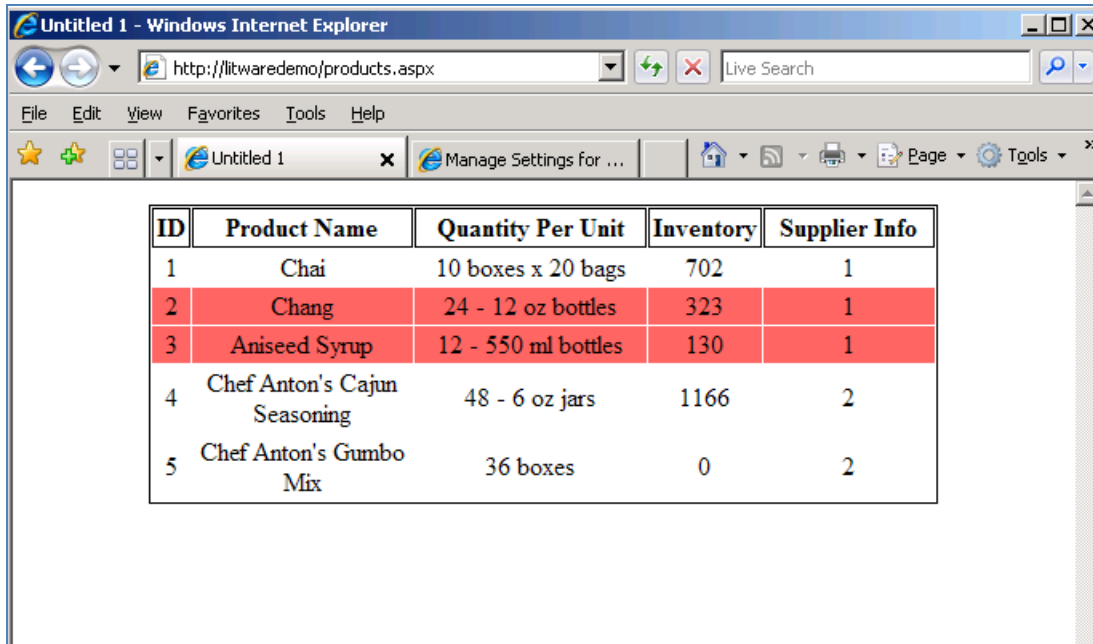 Untitled 1 - Windows Internet Explorer
http://litwaredemo/products.aspx
Live Search
File Edit View Favorites Tools Help
Untitled 1 Manage Settings for ... Page Tools
ID Product Name Quantity Per Unit Inventory Supplier Info
1 Chai 10 boxes x 20 bags 702 1
2 Chang 24 - 12 oz bottles 323 1
3 Aniseed Syrup 12 - 550 ml bottles 130 1
4 Chef Anton's Cajun Seasoning 48 - 6 oz jars 1166 2
5 Chef Anton's Gumbo Mix 36 boxes 0 2